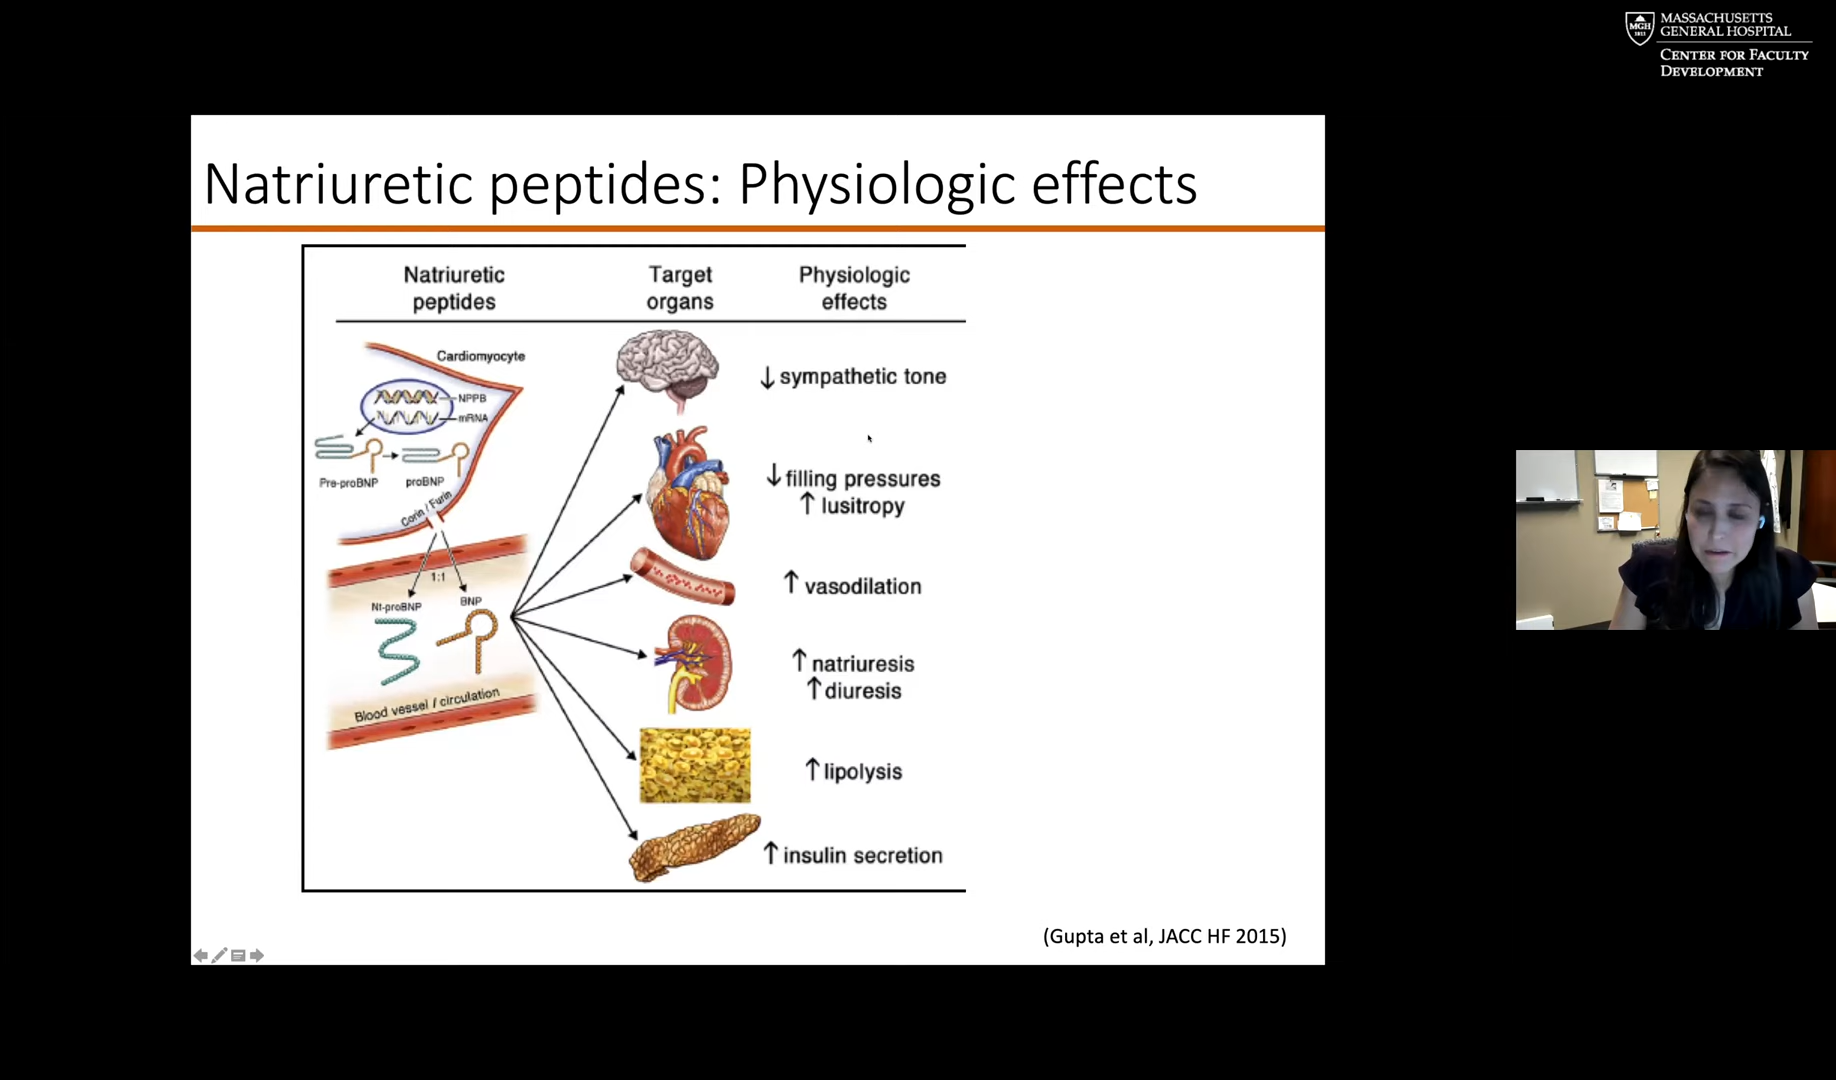 MASSACHUSETTS
GENERAL HOSPITAL
CENTER FOR FACULTY
DEVELOPMENT
MGH
1811
Natriuretic peptides: Physiologic effects
Natriuretic
peptides
Target
organs
Physiologic
effects
Cardiomyocyte
NPPB
mRNA
Pre-proBNP
proBNP
Corin / Furin
1:1
Nt-proBNP
BNP
Blood vessel / circulation
↓ sympathetic tone
↓ filling pressures
↑ lusitropy
↑ vasodilation
↑ natriuresis
↑ diuresis
↑ lipolysis
↑ insulin secretion
(Gupta et al, JACC HF 2015)